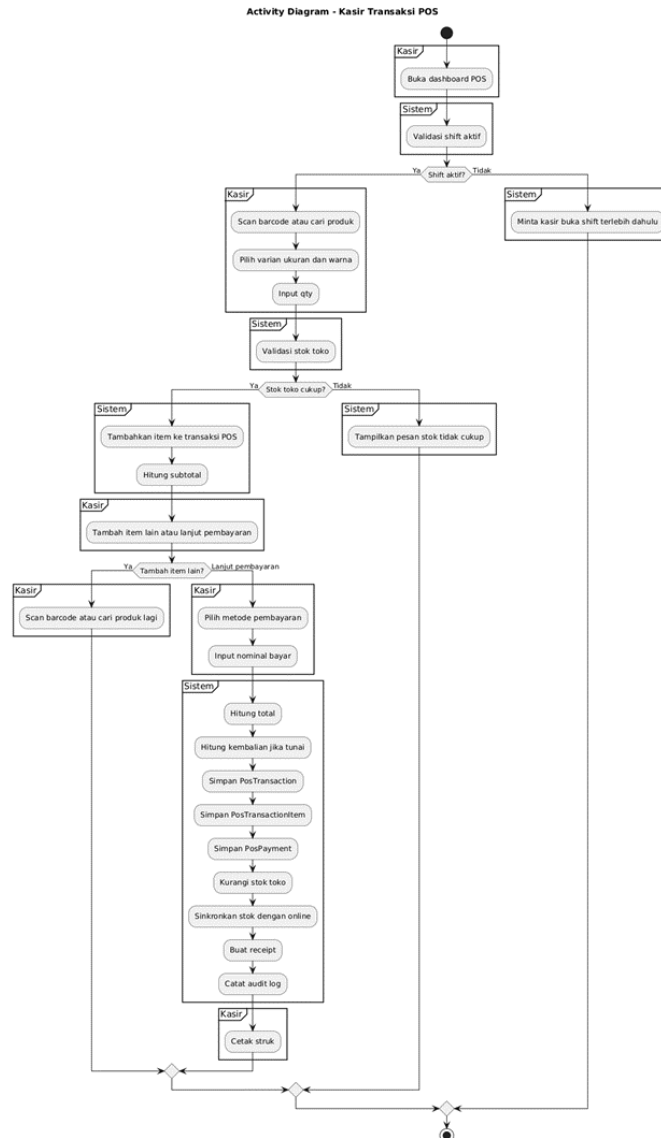 Activity Diagram - Kasir Transaksi POS
Kasir
Buka dashboard POS
Sistem
Validasi shift aktif
Ya
Shift aktif?
Tidak
Kasir
Scan barcode atau cari produk
Pilih varian ukuran dan warna
Input qty
Sistem
Minta kasir buka shift terlebih dahulu
Sistem
Validasi stok toko
Ya
Stok toko cukup?
Tidak
Sistem
Tambahkan item ke transaksi POS
Hitung subtotal
Sistem
Tampilkan pesan stok tidak cukup
Kasir
Tambah item lain atau lanjut pembayaran
Ya
Tambah item lain?
Lanjut pembayaran
Kasir
Scan barcode atau cari produk lagi
Kasir
Pilih metode pembayaran
Input nominal bayar
Sistem
Hitung total
Hitung kembalian jika tunai
Simpan PosTransaction
Simpan PosTransactionItem
Simpan PosPayment
Kurangi stok toko
Sinkronkan stok dengan online
Buat receipt
Catat audit log
Kasir
Cetak struk